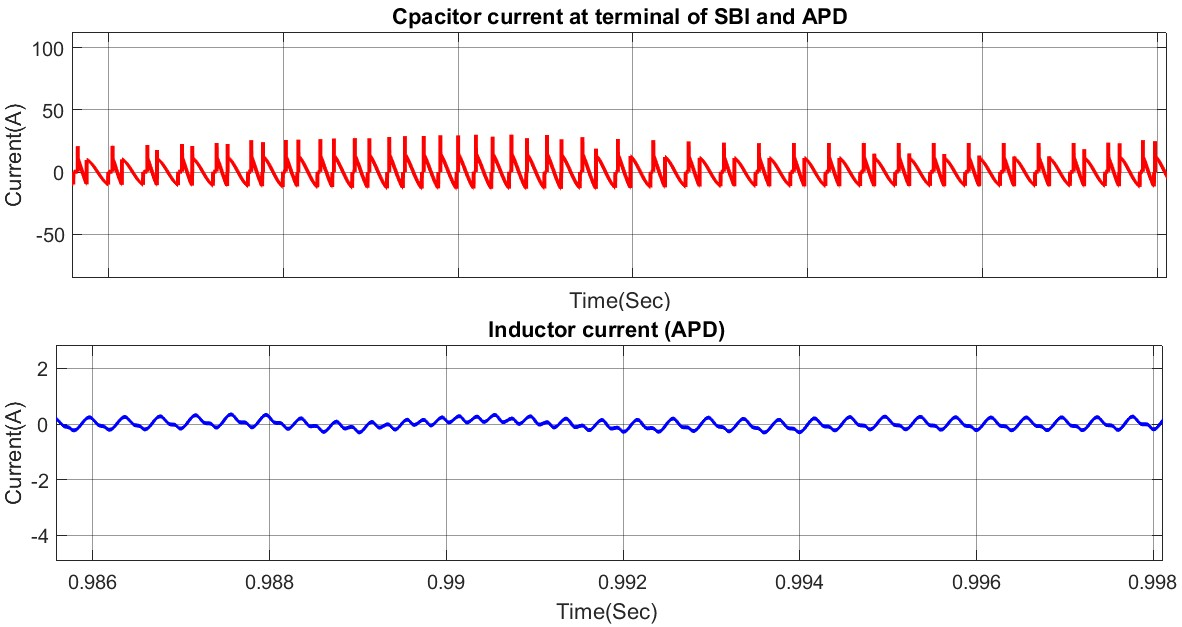 Cpacitor current at terminal of SBI and APD
100
50
0
-50
Current(A)
Time(Sec)
Inductor current (APD)
2
0
-2
-4
Current(A)
0.986 0.988 0.99 0.992 0.994 0.996 0.998
Time(Sec)